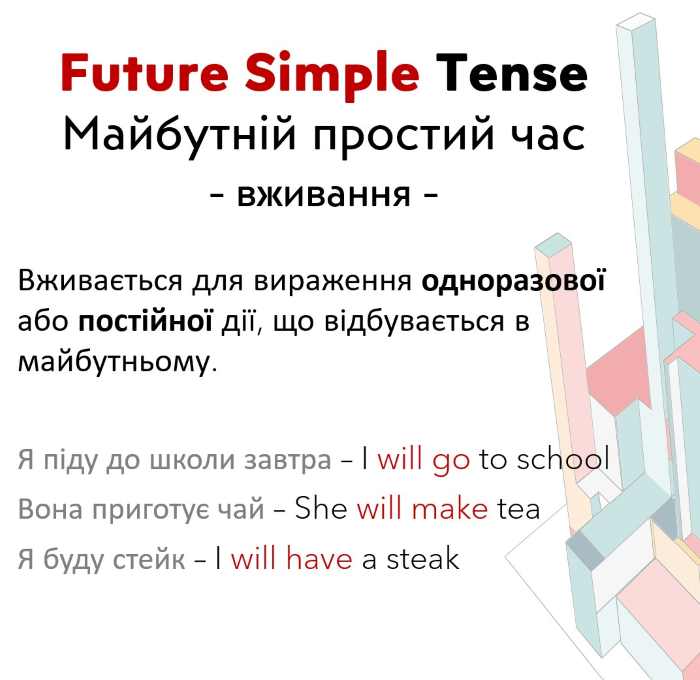 Future Simple Tense
Майбутній простий час
– вживання –
Вживається для вираження одноразової
або постійної дії, що відбувається в
майбутньому.
Я піду до школи завтра – I will go to school
Вона приготує чай – She will make tea
Я буду стейк – I will have a steak